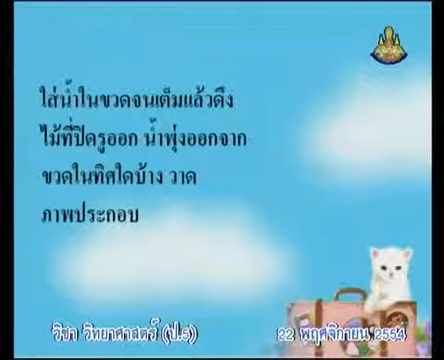 ใส่น้ำในขวดจนเต็มแล้วดึง
ไม้ที่ปิดรูออก น้ำพุ่งออกจาก
ขวดในทิศใดบ้าง วาด
ภาพประกอบ
วิชา วิทยาศาสตร์ (ป.5)
22 พฤศจิกายน 2554